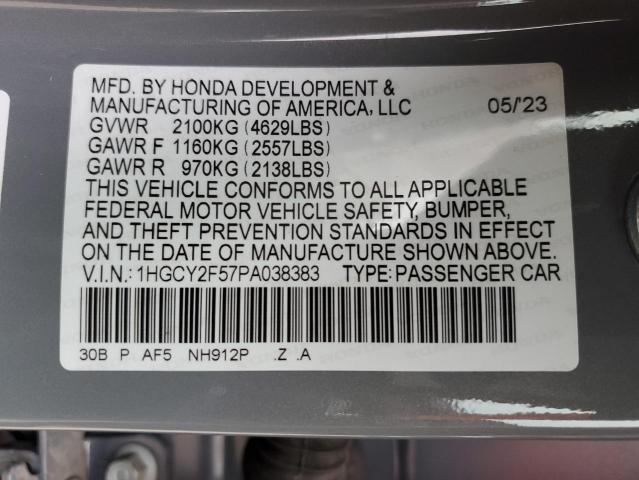 MFD. BY HONDA DEVELOPMENT &
MANUFACTURING OF AMERICA, LLC 05/'23
GVWR 2100KG (4629LBS)
GAWR F 1160KG (2557LBS)
GAWR R 970KG (2138LBS)
THIS VEHICLE CONFORMS TO ALL APPLICABLE
FEDERAL MOTOR VEHICLE SAFETY, BUMPER,
AND THEFT PREVENTION STANDARDS IN EFFECT
ON THE DATE OF MANUFACTURE SHOWN ABOVE.
V.I.N.: 1HGCY2F57PA038383 TYPE: PASSENGER CAR
30B P AF5 NH912P .Z .A